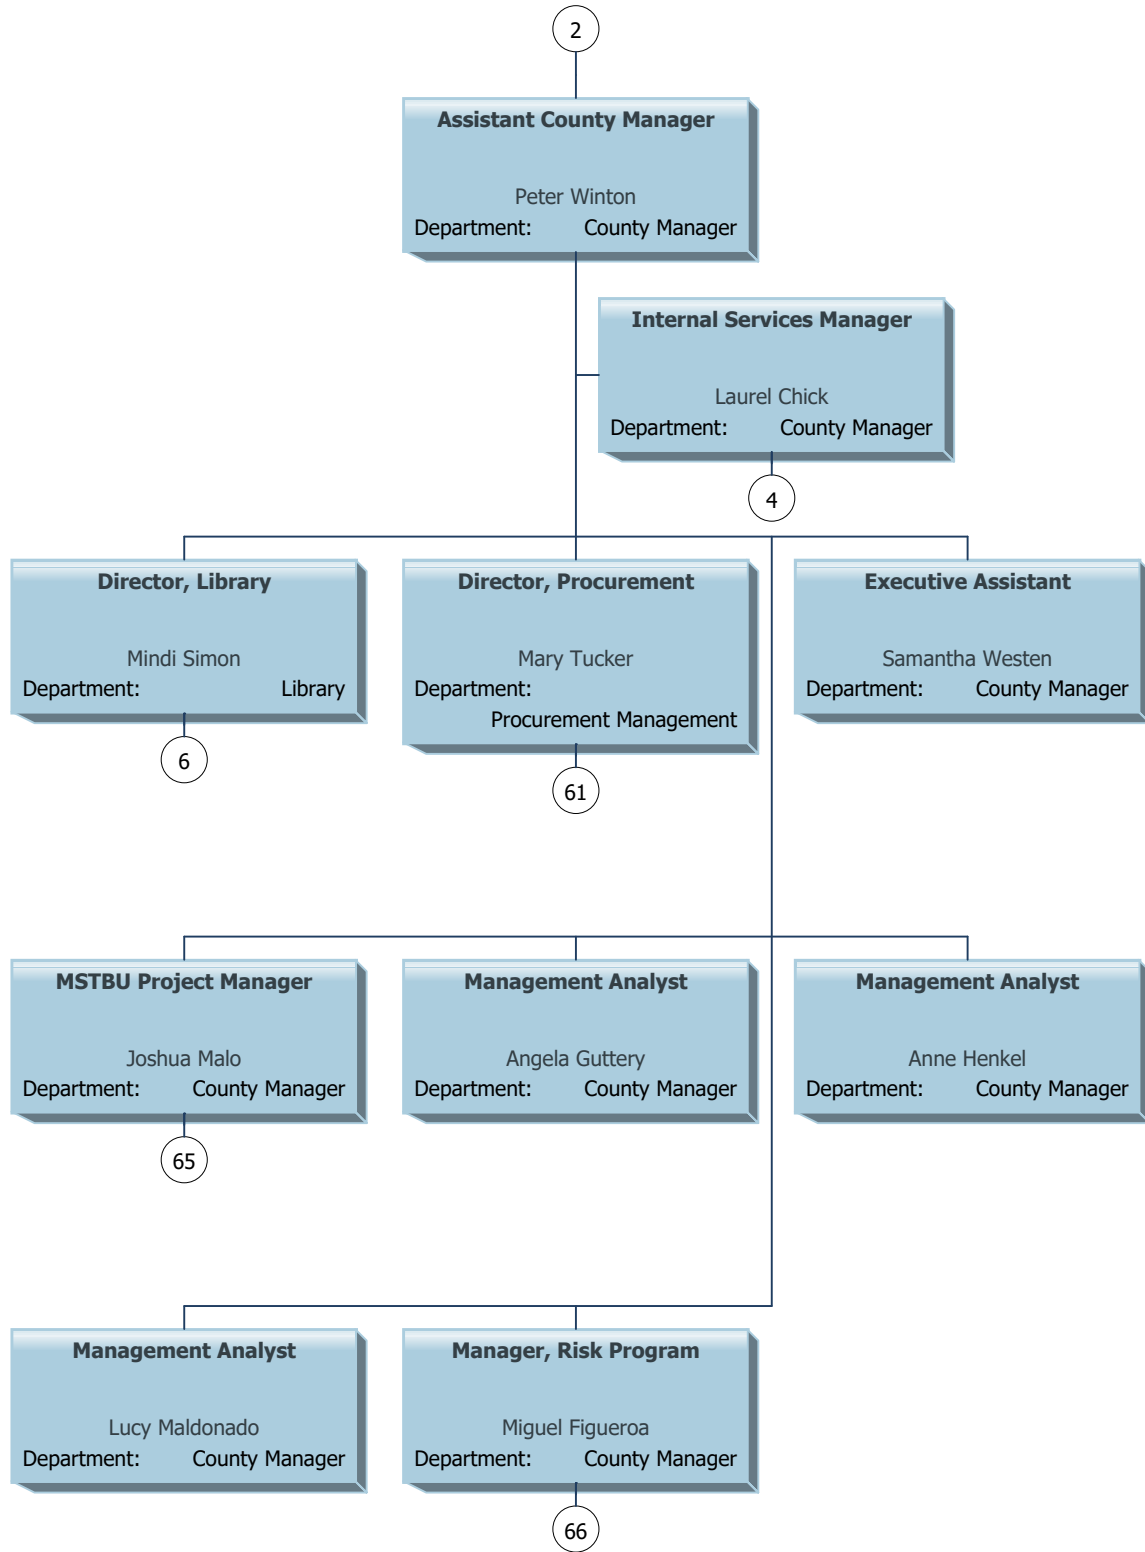 2
Assistant County Manager
Peter Winton
Department: County Manager
Internal Services Manager
Laurel Chick
Department: County Manager
4
Director, Library
Mindi Simon
Department: Library
6
Director, Procurement
Mary Tucker
Department:
Procurement Management
61
Executive Assistant
Samantha Westen
Department: County Manager
MSTBU Project Manager
Joshua Malo
Department: County Manager
65
Management Analyst
Angela Guttery
Department: County Manager
Management Analyst
Anne Henkel
Department: County Manager
Management Analyst
Lucy Maldonado
Department: County Manager
Manager, Risk Program
Miguel Figueroa
Department: County Manager
66